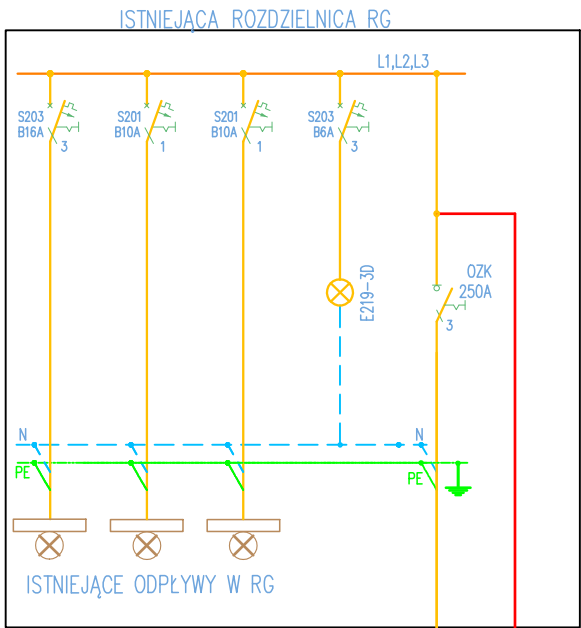 ISTNIEJĄCA ROZDZIELNICA RG
L1,L2,L3
S203
B16A
3
S201
B10A
1
S201
B10A
1
S203
B6A
3
E219-3D
OZK
250A
3
N
N
PE
PE
ISTNIEJĄCE ODPŁYWY W RG